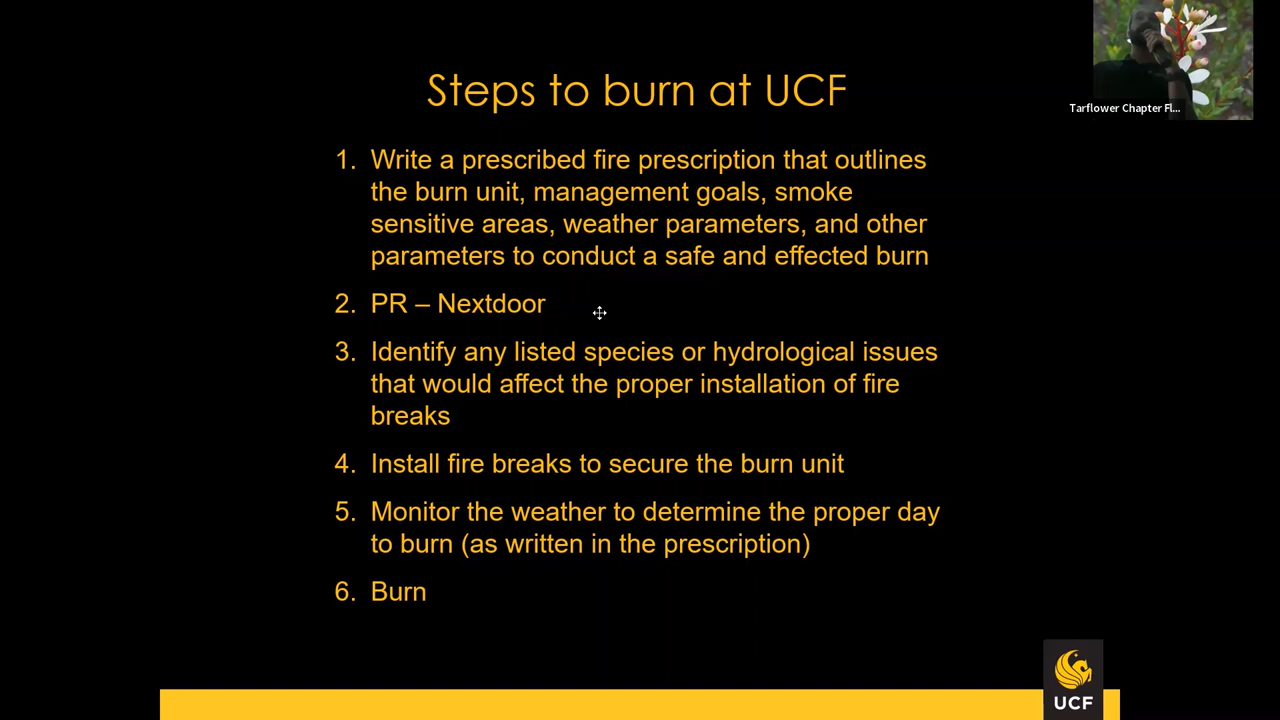 Tarflower Chapter Fl...
Steps to burn at UCF
1. Write a prescribed fire prescription that outlines
the burn unit, management goals, smoke
sensitive areas, weather parameters, and other
parameters to conduct a safe and effected burn
2. PR – Nextdoor
3. Identify any listed species or hydrological issues
that would affect the proper installation of fire
breaks
4. Install fire breaks to secure the burn unit
5. Monitor the weather to determine the proper day
to burn (as written in the prescription)
6. Burn
UCF